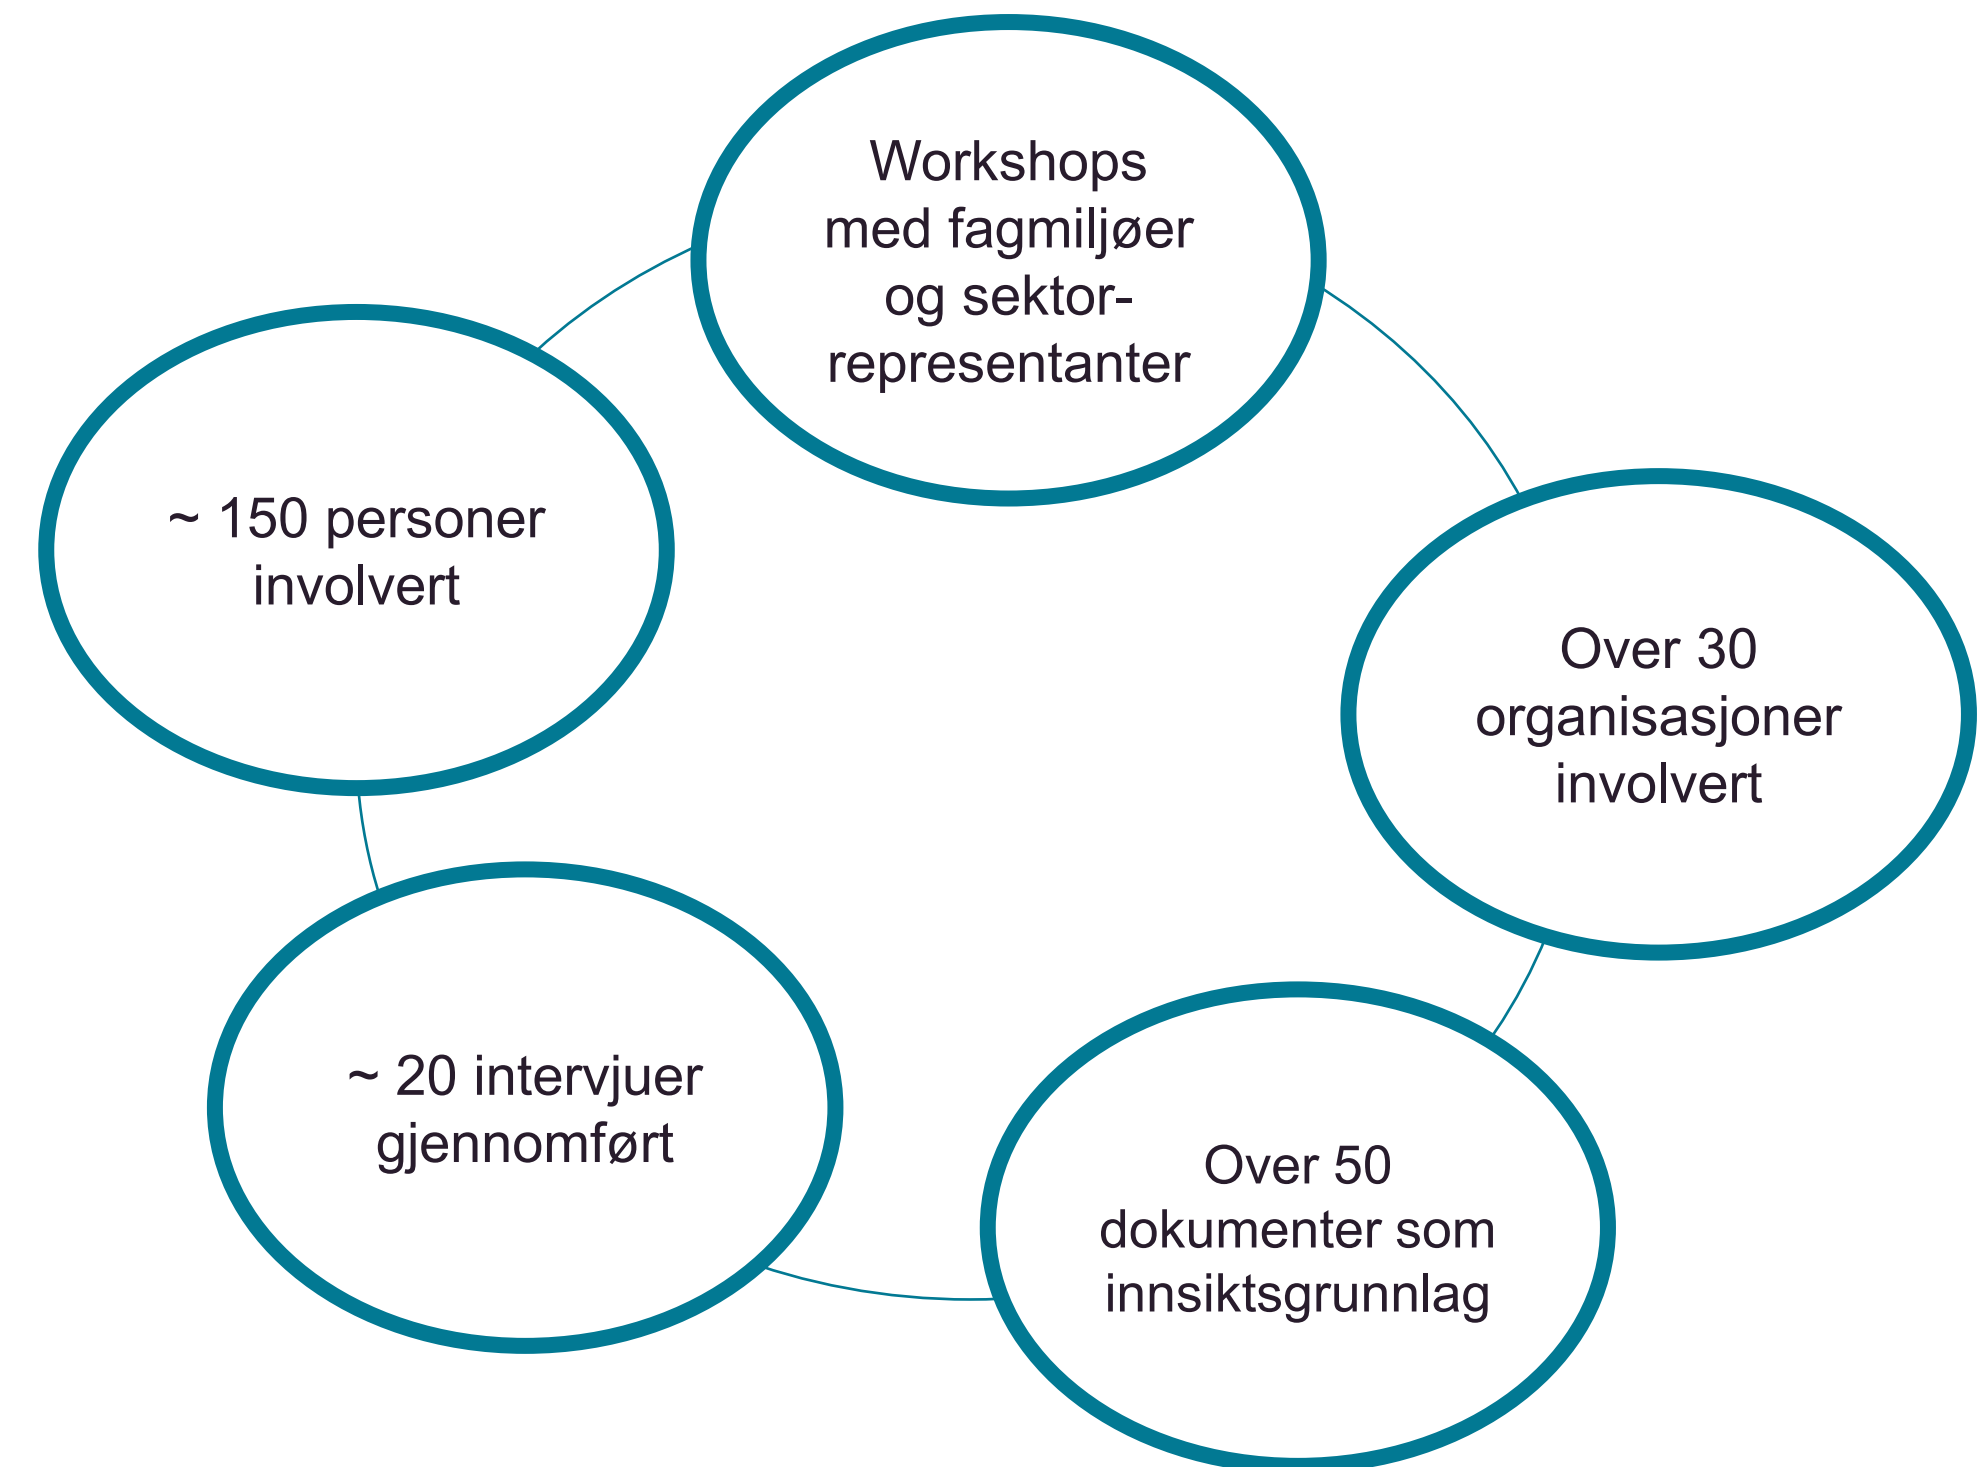 Workshops
med fagmiljøer
og sektor-
representanter
Over 30
organisasjoner
involvert
Over 50
dokumenter som
innsiktsgrunnlag
~ 20 intervjuer
gjennomført
~ 150 personer
involvert